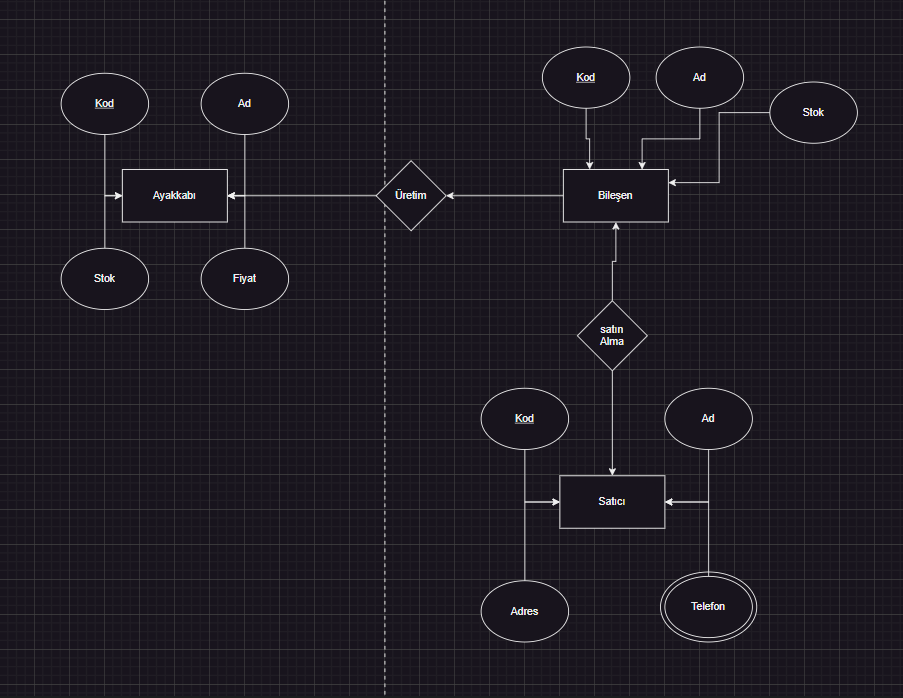 Kod
Ad
Stok
Kod
Ad
Ayakkabı
Üretim
Bileşen
Stok
Fiyat
satın
Alma
Kod
Ad
Satıcı
Adres
Telefon